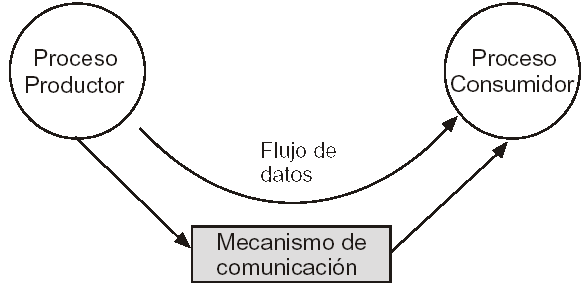 Proceso
Productor
Proceso
Consumidor
Flujo de
datos
Mecanismo de
comunicación